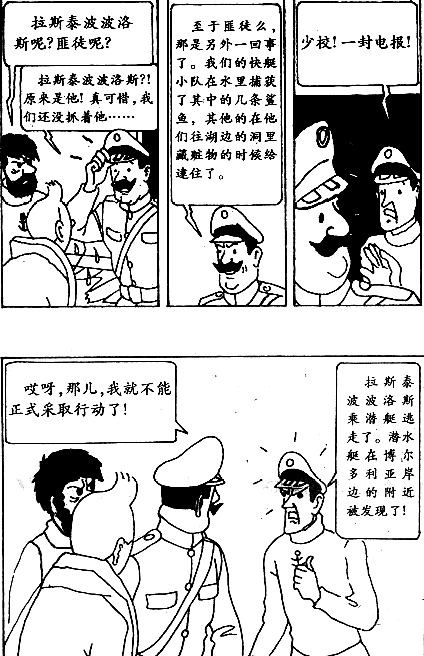 拉斯泰波波洛
斯呢？匪徒呢？
拉斯泰波波洛斯？！
原来是他！真可惜，我
们还没抓着他……
至于匪徒么，
那是另外一回事
了。我们的快艇
小队在水里捕获
了其中的几条鲨
鱼，其他的在他
们往湖边的洞里
藏赃物的时候给
逮住了。
少校！一封电报！
哎呀，那儿，我就不能
正式采取行动了！
拉斯泰
波波洛斯
乘潜艇逃
走了。潜水
艇在博尔
多利亚岸
边的附近
被发现了！